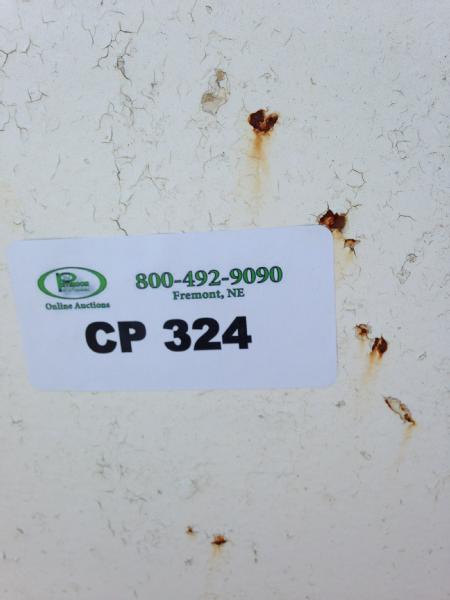 800-492-9090
Fremont, NE
Online Auctions
CP 324